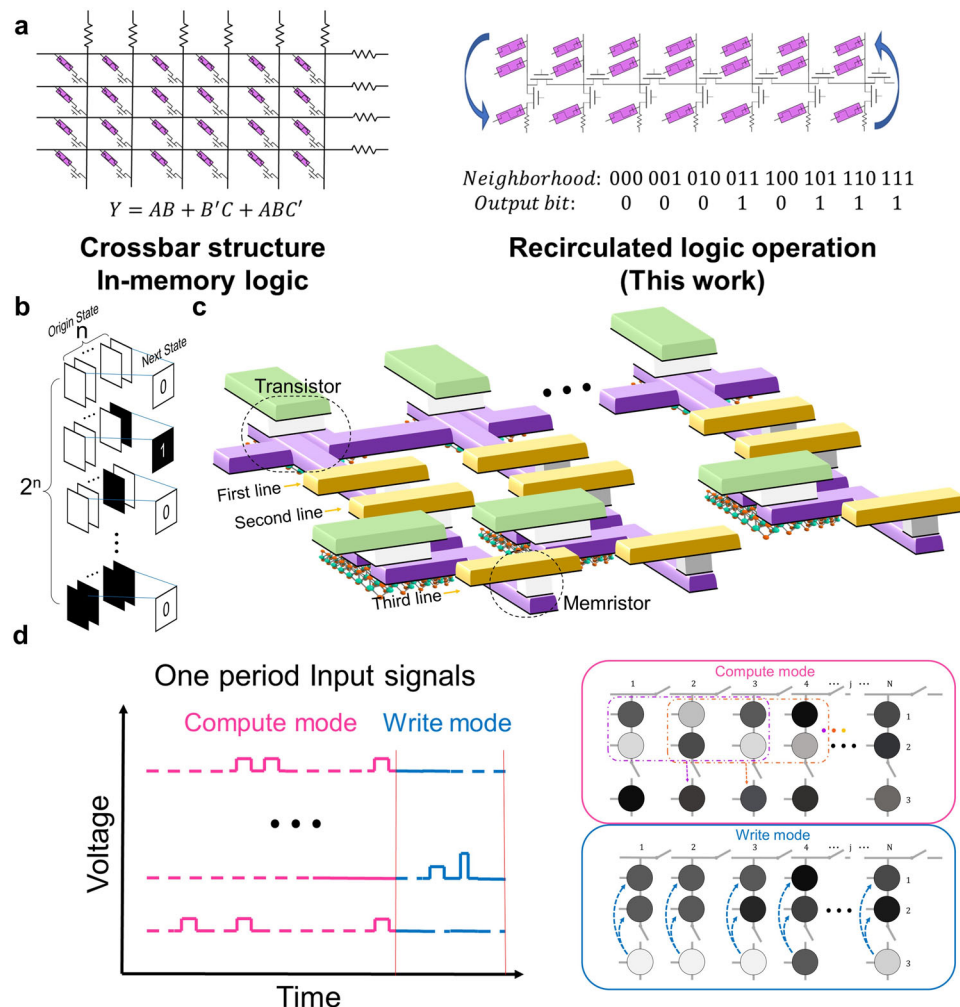 a
Y = AB + B′C + ABC′
Crossbar structure
In-memory logic
Neighborhood: 000 001 010 011 100 101 110 111
Output bit: 0 0 0 1 0 1 1 1
Recirculated logic operation
(This work)
b
Origin State
n
Next State
2ⁿ
0
1
0
0
c
Transistor
First line
Second line
Third line
Memristor
d
One period Input signals
Compute mode
Write mode
Voltage
Time
Compute mode
1 2 3 4 ··· j ··· N
1
2
3
Write mode
1 2 3 4 ··· j ··· N
1
2
3